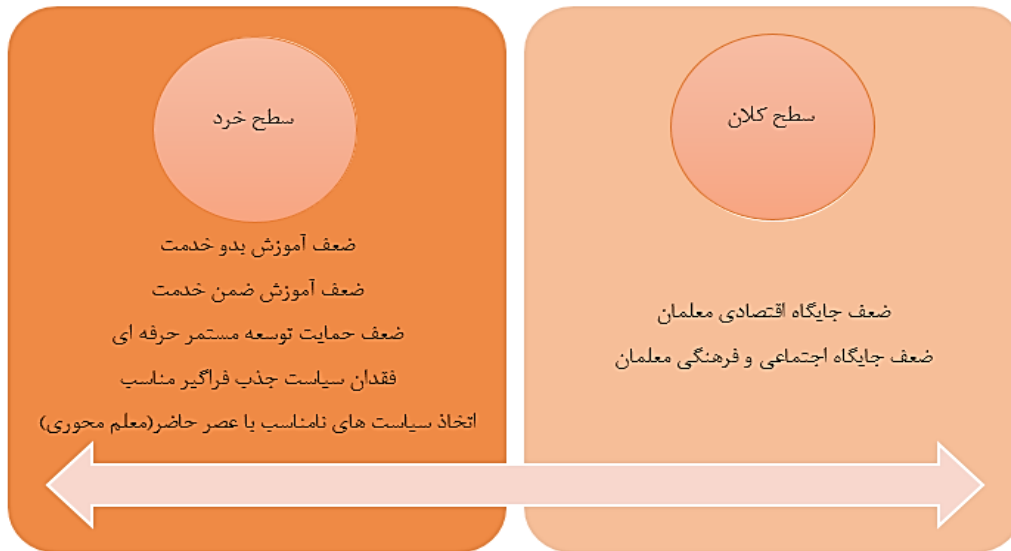 سطح کلان
ضعف جایگاه اقتصادی معلمان
ضعف جایگاه اجتماعی و فرهنگی معلمان
سطح خرد
ضعف آموزش بدو خدمت
ضعف آموزش ضمن خدمت
ضعف حمایت توسعه مستمر حرفه ای
فقدان سیاست جذب فراگیر مناسب
اتخاذ سیاست های نامناسب با عصر حاضر(معلم محوری)